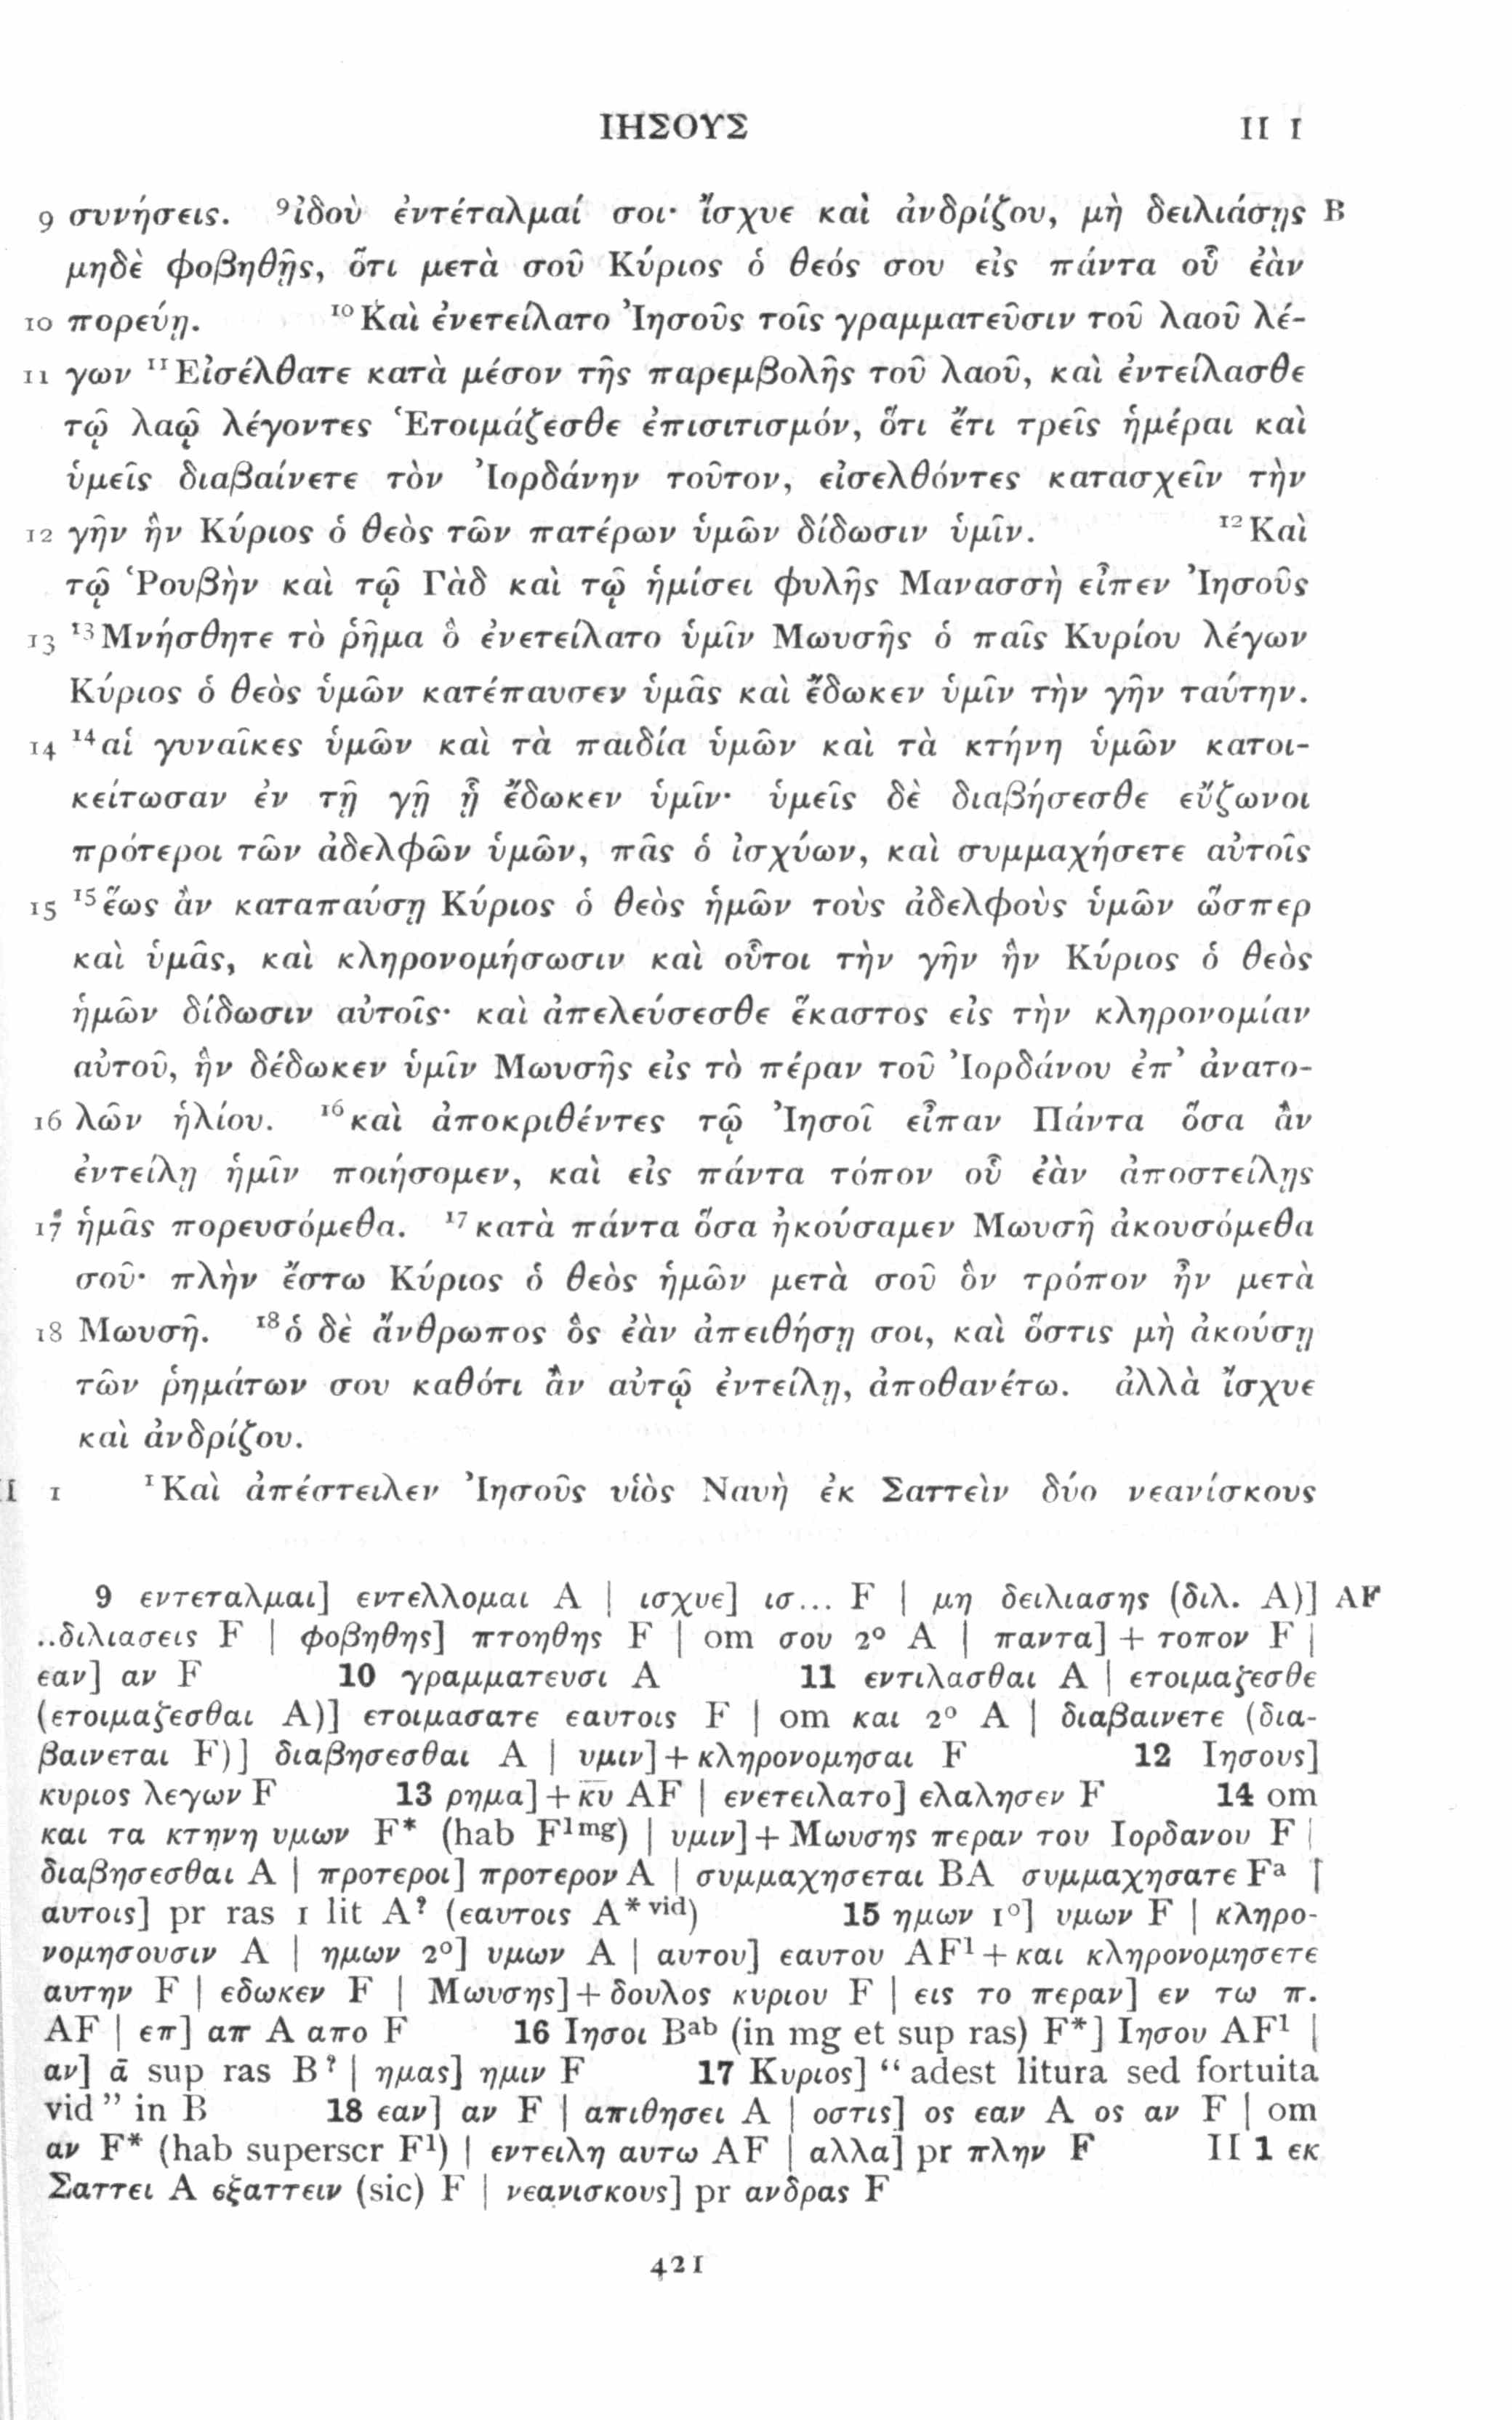 ΙΗΣΟΥΣ II 1
9 συνήσεις. ⁹ἰδοὺ ἐντέταλμαί σοι· ἴσχυε καὶ ἀνδρίζου, μὴ δειλιάσῃς B
μηδὲ φοβηθῇς, ὅτι μετὰ σοῦ Κύριος ὁ θεός σου εἰς πάντα οὗ ἐὰν
10 πορεύῃ. ¹⁰Καὶ ἐνετείλατο Ἰησοῦς τοῖς γραμματεῦσιν τοῦ λαοῦ λέ-
11 γων ¹¹Εἰσέλθατε κατὰ μέσον τῆς παρεμβολῆς τοῦ λαοῦ, καὶ ἐντείλασθε
τῷ λαῷ λέγοντες Ἑτοιμάζεσθε ἐπισιτισμόν, ὅτι ἔτι τρεῖς ἡμέραι καὶ
ὑμεῖς διαβαίνετε τὸν Ἰορδάνην τοῦτον, εἰσελθόντες κατασχεῖν τὴν
12 γῆν ἣν Κύριος ὁ θεὸς τῶν πατέρων ὑμῶν δίδωσιν ὑμῖν. ¹²Καὶ
τῷ Ῥουβὴν καὶ τῷ Γὰδ καὶ τῷ ἡμίσει φυλῆς Μανασσὴ εἶπεν Ἰησοῦς
13 ¹³Μνήσθητε τὸ ῥῆμα ὃ ἐνετείλατο ὑμῖν Μωυσῆς ὁ παῖς Κυρίου λέγων
Κύριος ὁ θεὸς ὑμῶν κατέπαυσεν ὑμᾶς καὶ ἔδωκεν ὑμῖν τὴν γῆν ταύτην.
14 ¹⁴αἱ γυναῖκες ὑμῶν καὶ τὰ παιδία ὑμῶν καὶ τὰ κτήνη ὑμῶν κατοι-
κείτωσαν ἐν τῇ γῇ ᾗ ἔδωκεν ὑμῖν· ὑμεῖς δὲ διαβήσεσθε εὔζωνοι
πρότεροι τῶν ἀδελφῶν ὑμῶν, πᾶς ὁ ἰσχύων, καὶ συμμαχήσετε αὐτοῖς
15 ¹⁵ἕως ἂν καταπαύσῃ Κύριος ὁ θεὸς ἡμῶν τοὺς ἀδελφοὺς ὑμῶν ὥσπερ
καὶ ὑμᾶς, καὶ κληρονομήσωσιν καὶ οὗτοι τὴν γῆν ἣν Κύριος ὁ θεὸς
ἡμῶν δίδωσιν αὐτοῖς· καὶ ἀπελεύσεσθε ἕκαστος εἰς τὴν κληρονομίαν
αὐτοῦ, ἣν δέδωκεν ὑμῖν Μωυσῆς εἰς τὸ πέραν τοῦ Ἰορδάνου ἐπ᾽ ἀνατο-
16 λῶν ἡλίου. ¹⁶καὶ ἀποκριθέντες τῷ Ἰησοῖ εἶπαν Πάντα ὅσα ἂν
ἐντείλῃ ἡμῖν ποιήσομεν, καὶ εἰς πάντα τόπον οὗ ἐὰν ἀποστείλῃς
17 ἡμᾶς πορευσόμεθα. ¹⁷κατὰ πάντα ὅσα ἠκούσαμεν Μωυσῆ ἀκουσόμεθα
σοῦ· πλὴν ἔστω Κύριος ὁ θεὸς ἡμῶν μετὰ σοῦ ὃν τρόπον ἦν μετὰ
18 Μωυσῆ. ¹⁸ὁ δὲ ἄνθρωπος ὃς ἐὰν ἀπειθήσῃ σοι, καὶ ὅστις μὴ ἀκούσῃ
τῶν ῥημάτων σου καθότι ἂν αὐτῷ ἐντείλῃ, ἀποθανέτω. ἀλλὰ ἴσχυε
καὶ ἀνδρίζου.
II 1 ¹Καὶ ἀπέστειλεν Ἰησοῦς υἱὸς Ναυὴ ἐκ Σαττεὶν δύο νεανίσκους
9 εντεταλμαι] εντελλομαι A | ισχυε] ισ... F | μη δειλιασης (διλ. A)] AF
..διλιασεις F | φοβηθης] πτοηθης F | om σου 2º A | παντα] + τοπον F |
εαν] αν F 10 γραμματευσι A 11 εντιλασθαι A | ετοιμαζεσθε
(ετοιμαζεσθαι A)] ετοιμασατε εαυτοις F | om και 2º A | διαβαινετε (δια-
βαινεται F)] διαβησεσθαι A | υμιν] + κληρονομησαι F 12 Ιησους]
κυριος λεγων F 13 ρημα] + κ̅υ̅ AF | ενετειλατο] ελαλησεν F 14 om
και τα κτηνη υμων F* (hab F¹ᵐᵍ) | υμιν] + Μωυσης περαν του Ιορδανου F |
διαβησεσθαι A | προτεροι] προτερον A | συμμαχησεται BA συμμαχησατε Fᵃ |
αυτοις] pr ras 1 lit A? (εαυτοις A*ᵛⁱᵈ) 15 ημων 1º] υμων F | κληρο-
νομησουσιν A | ημων 2º] υμων A | αυτου] εαυτου AF¹ + και κληρονομησετε
αυτην F | εδωκεν F | Μωυσης] + δουλος κυριου F | εις το περαν] εν τω π.
AF | επ] απ A απο F 16 Ιησοι Bᵃᵇ (in mg et sup ras) F*] Ιησου AF¹ |
αν] α̅ sup ras B? | ημας] ημιν F 17 Κυριος] “adest litura sed fortuita
vid” in B 18 εαν] αν F | απιθησει A | οστις] ος εαν A ος αν F | om
αν F* (hab superscr F¹) | εντειλη αυτω AF | αλλα] pr πλην F II 1 εκ
Σαττει A εξαττειν (sic) F | νεανισκους] pr ανδρας F
421